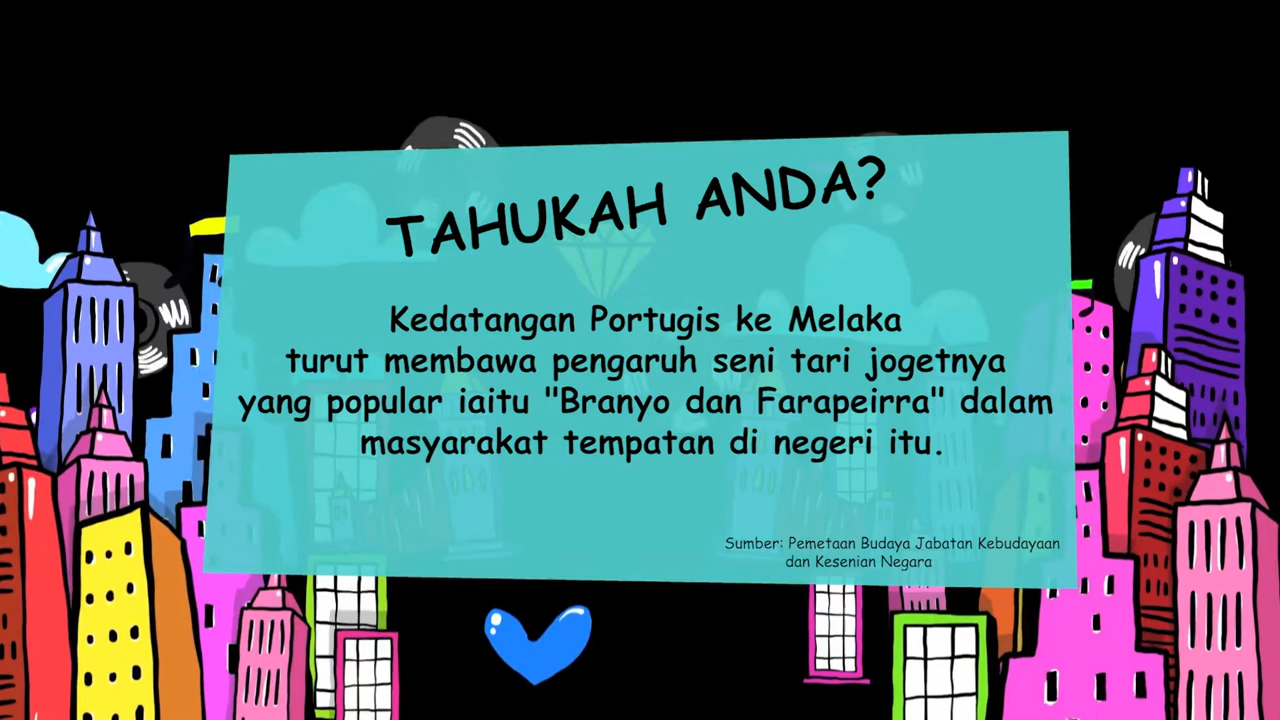 TAHUKAH ANDA?
Kedatangan Portugis ke Melaka
turut membawa pengaruh seni tari jogetnya
yang popular iaitu "Branyo dan Farapeirra" dalam
masyarakat tempatan di negeri itu.
Sumber: Pemetaan Budaya Jabatan Kebudayaan
dan Kesenian Negara